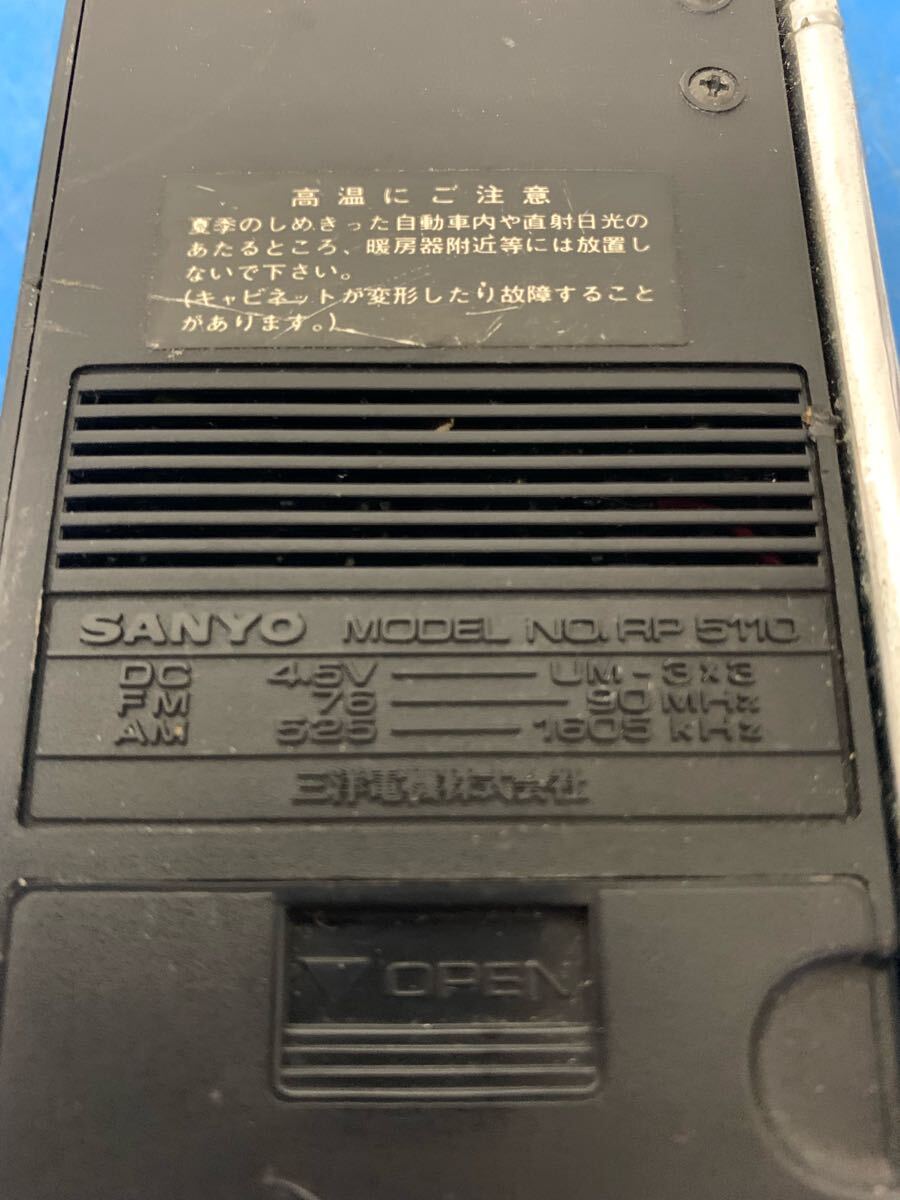 高温にご注意
夏季のしめきった自動車内や直射日光の
あたるところ、暖房器附近等には放置し
ないで下さい。
(キャビネットが変形したり故障すること
があります。)
SANYO MODEL NO. RP 5110
DC 4.5V — UM-3x3
FM 76 — 90 MHz
AM 525 — 1605 kHz
三洋電機株式会社
▼ OPEN